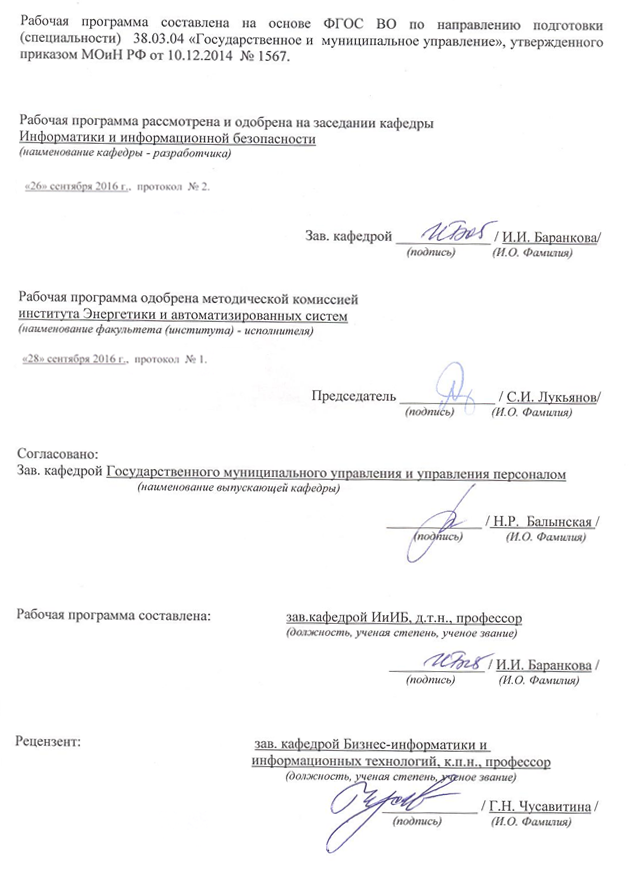 Рабочая программа составлена на основе ФГОС ВО по направлению подготовки
(специальности) 38.03.04 «Государственное и муниципальное управление», утвержденного
приказом МОиН РФ от 10.12.2014 № 1567.
Рабочая программа рассмотрена и одобрена на заседании кафедры
Информатики и информационной безопасности
(наименование кафедры - разработчика)
«26» сентября 2016 г., протокол № 2.
Зав. кафедрой ______________ / И.И. Баранкова/
(подпись) (И.О. Фамилия)
Рабочая программа одобрена методической комиссией
института Энергетики и автоматизированных систем
(наименование факультета (института) - исполнителя)
«28» сентября 2016 г., протокол № 1.
Председатель ______________ / С.И. Лукьянов/
(подпись) (И.О. Фамилия)
Согласовано:
Зав. кафедрой Государственного муниципального управления и управления персоналом
(наименование выпускающей кафедры)
______________ / Н.Р. Балынская /
(подпись) (И.О. Фамилия)
Рабочая программа составлена: зав.кафедрой ИиИБ, д.т.н., профессор
(должность, ученая степень, ученое звание)
______________ / И.И. Баранкова /
(подпись) (И.О. Фамилия)
Рецензент: зав. кафедрой Бизнес-информатики и
информационных технологий, к.п.н., профессор
(должность, ученая степень, ученое звание)
______________ / Г.Н. Чусавитина /
(подпись) (И.О. Фамилия)